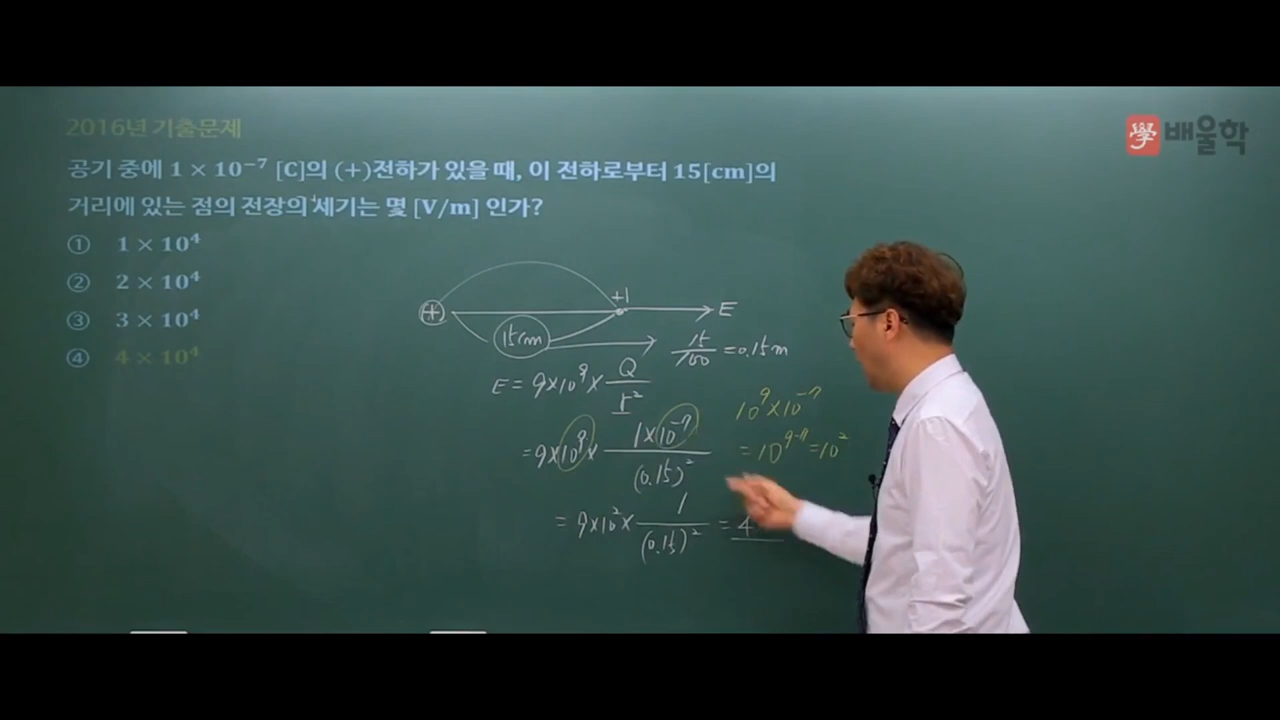 2016년 기출문제
學 배울학
공기 중에 1 × 10⁻⁷ [C]의 (+)전하가 있을 때, 이 전하로부터 15[cm]의
거리에 있는 점의 전장의 세기는 몇 [V/m] 인가?
① 1 × 10⁴
② 2 × 10⁴
③ 3 × 10⁴
④ 4 × 10⁴
+ +1 E
15cm
15/100 = 0.15m
E = 9×10⁹ × Q/r²
= 9×10⁹ × 1×10⁻⁷/(0.15)²
10⁹×10⁻⁷
= 10⁹⁻⁷ = 10²
= 9×10² × 1/(0.15)² = 4